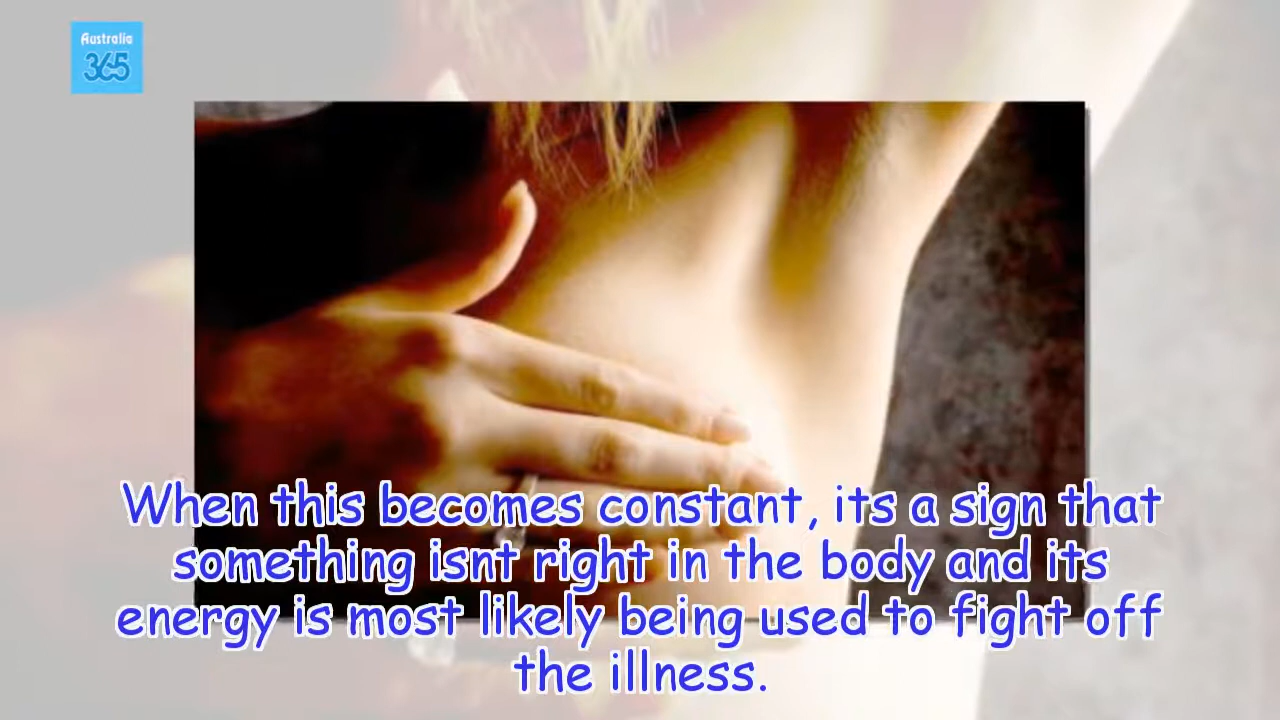 Australia
365
When this becomes constant, its a sign that
something isnt right in the body and its
energy is most likely being used to fight off
the illness.